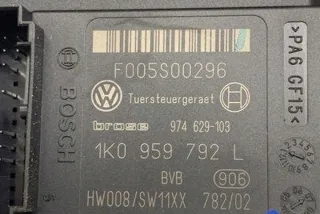 F005S00296
Tuersteuergeraet
brose 974 629-103
1K0 959 792 L
BVB 906
HW008/SW11XX 782/02
BOSCH
>PA6 GF15<